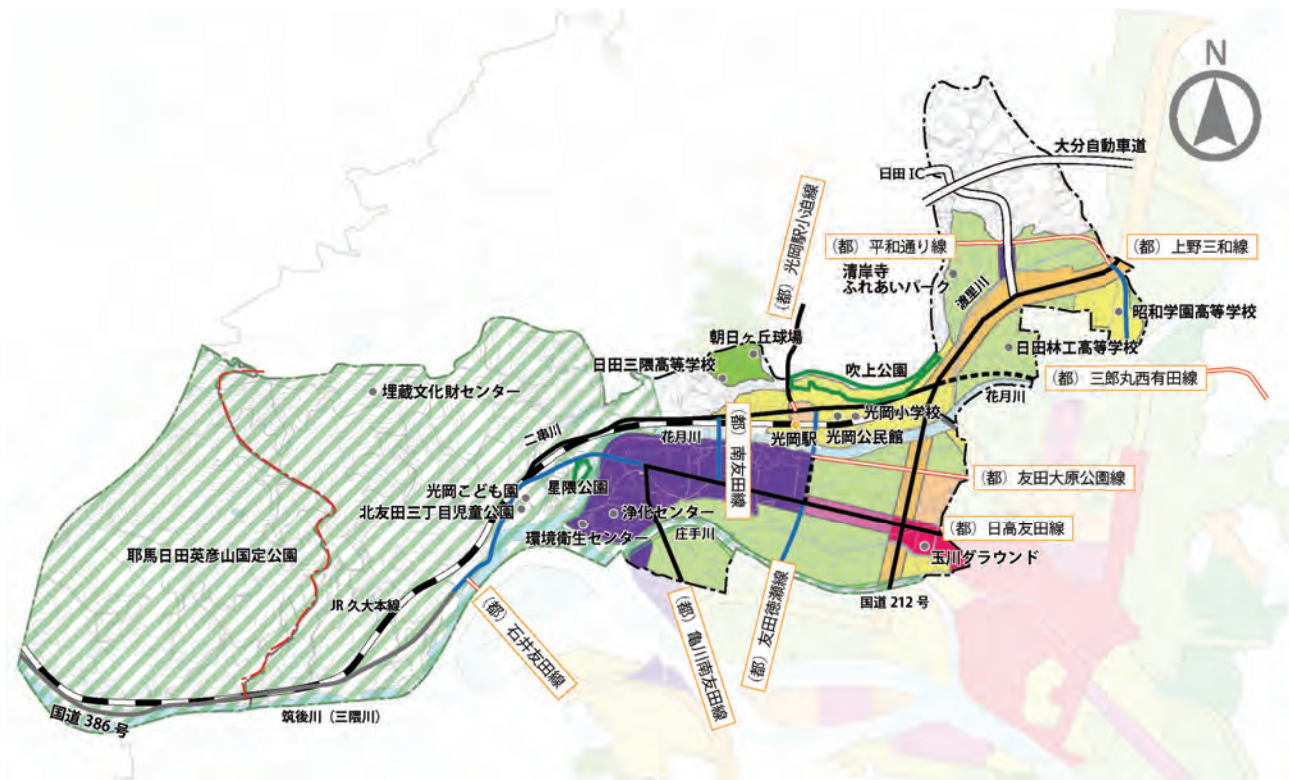 N
大分自動車道
日田 IC
(都) 光岡駅小迫線
(都) 平和通り線
(都) 上野三和線
清岸寺
ふれあいパーク
渡里川
昭和学園高等学校
朝日ヶ丘球場
日田三隈高等学校
吹上公園
日田林工高等学校
埋蔵文化財センター
(都) 三郎丸西有田線
花月川
二串川
花月川
(都) 南友田線
光岡駅
光岡小学校
光岡公民館
光岡こども園
北友田三丁目児童公園
星隈公園
(都) 友田大原公園線
浄化センター
環境衛生センター
庄手川
(都) 日高友田線
玉川グラウンド
耶馬日田英彦山国定公園
JR 久大本線
(都) 石井友田線
(都) 亀川南友田線
(都) 友田徳瀬線
国道 212 号
国道 386 号
筑後川（三隈川）